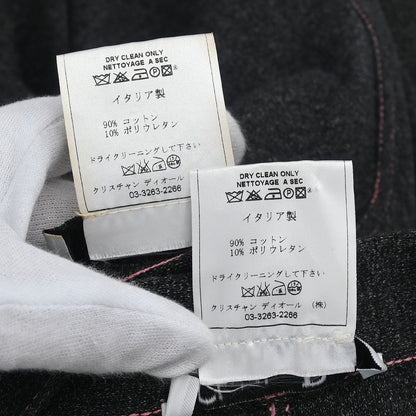 DRY CLEAN ONLY
NETTOYAGE A SEC
イタリア製
90% コットン
10% ポリウレタン
ドライクリーニングして下さい
クリスチャン ディオール
03-3263-2266
DRY CLEAN ONLY
NETTOYAGE A SEC
イタリア製
90% コットン
10% ポリウレタン
ドライクリーニングして下さい
クリスチャン ディオール (株)
03-3263-2266